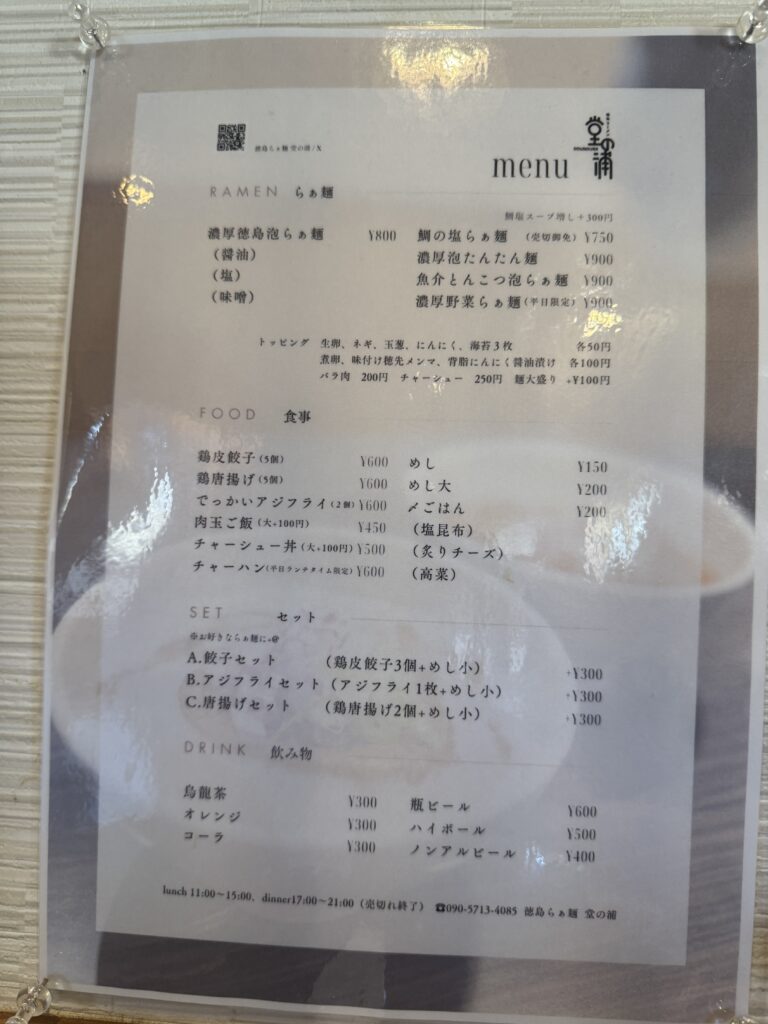 徳島らぁ麺 堂の浦/X
堂の浦
menu
RAMEN らぁ麺
鯛塩スープ増し+300円
濃厚徳島泡らぁ麺 ¥800
（醤油）
（塩）
（味噌）
鯛の塩らぁ麺 （売切御免） ¥750
濃厚泡たんたん麺 ¥900
魚介とんこつ泡らぁ麺 ¥900
濃厚野菜らぁ麺（平日限定） ¥900
トッピング 生卵、ネギ、玉葱、にんにく、海苔3枚 各50円
煮卵、味付け穂先メンマ、背脂にんにく醤油漬け 各100円
バラ肉 200円 チャーシュー 250円 麺大盛り +¥100円
FOOD 食事
鶏皮餃子（5個） ¥600
鶏唐揚げ（5個） ¥600
でっかいアジフライ（2個） ¥600
肉玉ご飯（大+100円） ¥450
チャーシュー丼（大+100円） ¥500
チャーハン（平日ランチタイム限定） ¥600
めし ¥150
めし大 ¥200
〆ごはん ¥200
（塩昆布）
（炙りチーズ）
（高菜）
SET セット
※お好きならぁ麺に+@
A.餃子セット （鶏皮餃子3個+めし小） +¥300
B.アジフライセット（アジフライ1枚+めし小） +¥300
C.唐揚げセット （鶏唐揚げ2個+めし小） +¥300
DRINK 飲み物
烏龍茶 ¥300
オレンジ ¥300
コーラ ¥300
瓶ビール ¥600
ハイボール ¥500
ノンアルビール ¥400
lunch 11:00～15:00、dinner17:00～21:00（売切れ終了） ☎090-5713-4085 徳島らぁ麺 堂の浦